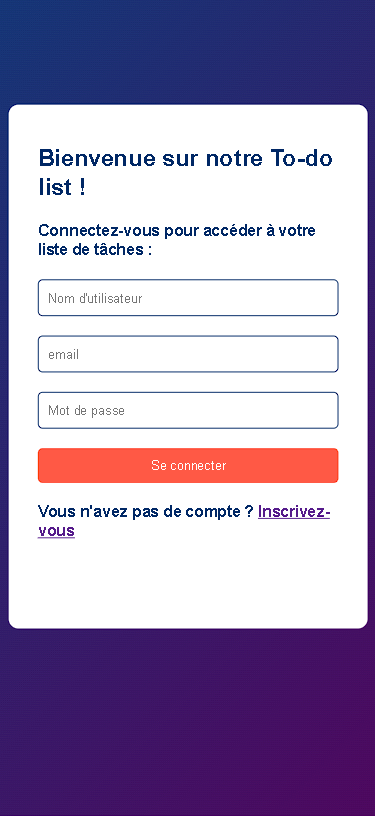 Bienvenue sur notre To-do
list !
Connectez-vous pour accéder à votre
liste de tâches :
Nom d'utilisateur
email
Mot de passe
Se connecter
Vous n'avez pas de compte ? Inscrivez-
vous